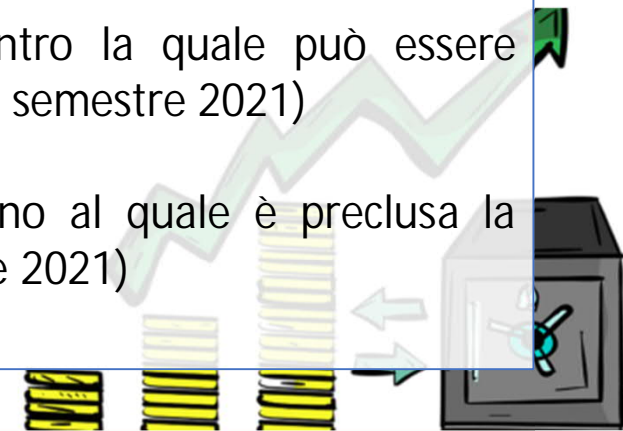 ntro la quale può essere
semestre 2021)
no al quale è preclusa la
e 2021)